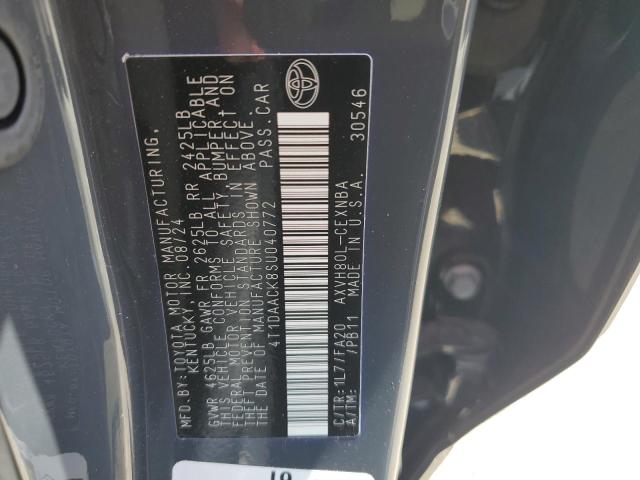 MFD.BY:TOYOTA MOTOR MANUFACTURING,
KENTUCKY, INC. 08/24
GVWR 4625LB GAWR FR 2625LB RR 2425LB
THIS VEHICLE CONFORMS TO ALL APPLICABLE
FEDERAL MOTOR VEHICLE SAFETY, BUMPER, AND
THEFT PREVENTION STANDARDS IN EFFECT ON
THE DATE OF MANUFACTURE SHOWN ABOVE.
4T1DAACK8SU040772 PASS.CAR
C/TR:1L7/FA20 AXVH80L-CEXNBA 30546
A/TM: /PB11 MADE IN U.S.A.